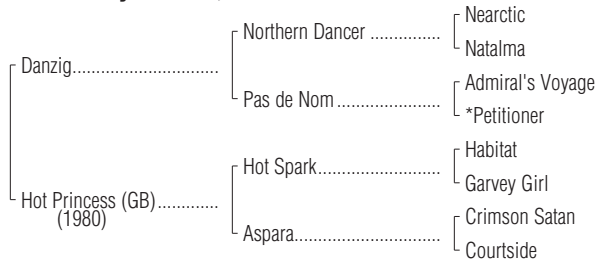 Nearctic
Northern Dancer ...............
Natalma
Danzig..............................
Admiral's Voyage
Pas de Nom......................
*Petitioner
Habitat
Hot Spark..........................
Garvey Girl
Hot Princess (GB).............
(1980)
Crimson Satan
Aspara...............................
Courtside